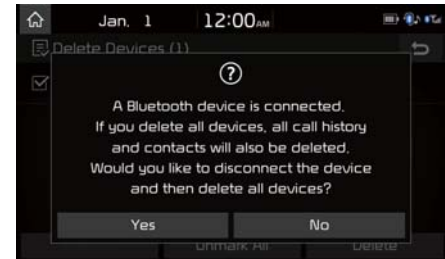 Jan. 1 12:00 AM
Delete Devices (1)
A Bluetooth device is connected.
If you delete all devices, all call history
and contacts will also be deleted.
Would you like to disconnect the device
and then delete all devices?
Yes No
Unmark All Delete